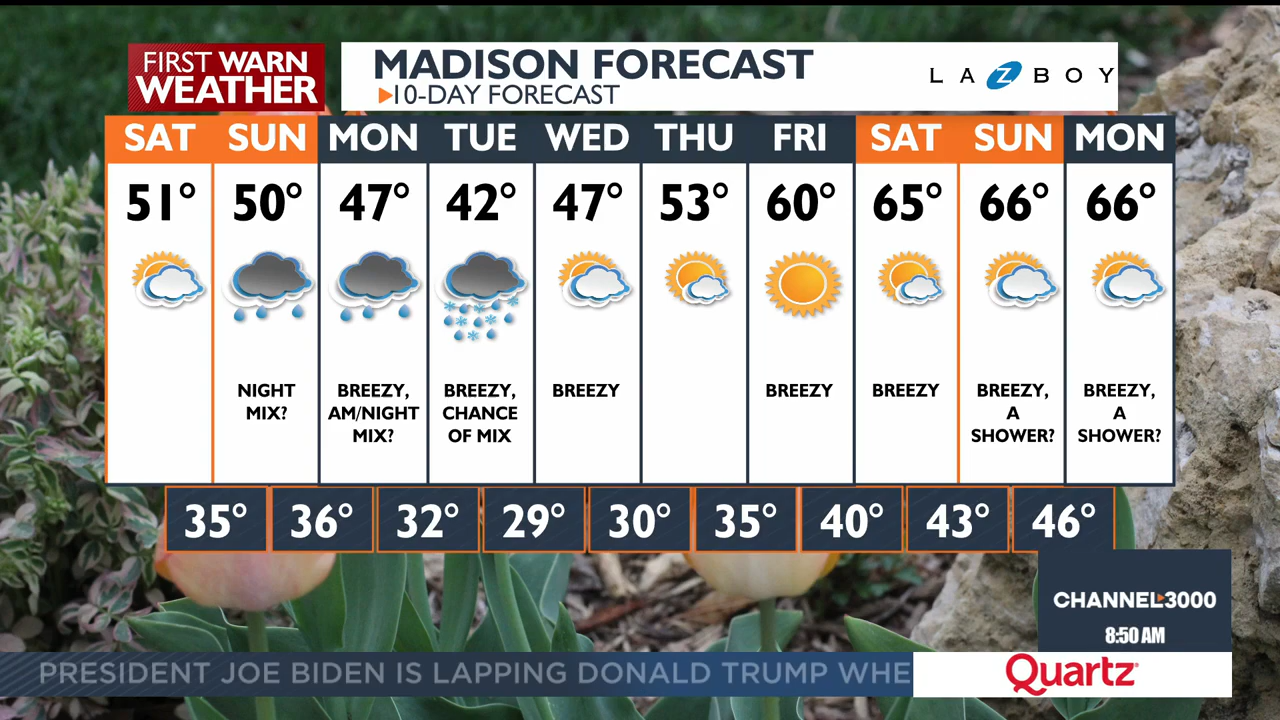 FIRST WARN
WEATHER
MADISON FORECAST
10-DAY FORECAST
LA Z BOY
SAT SUN MON TUE WED THU FRI SAT SUN MON
51° 50° 47° 42° 47° 53° 60° 65° 66° 66°
NIGHT
MIX?
BREEZY,
AM/NIGHT
MIX?
BREEZY,
CHANCE
OF MIX
BREEZY
BREEZY
BREEZY
BREEZY,
A
SHOWER?
BREEZY,
A
SHOWER?
35° 36° 32° 29° 30° 35° 40° 43° 46°
CHANNEL3000
8:50 AM
PRESIDENT JOE BIDEN IS LAPPING DONALD TRUMP WHE
Quartz